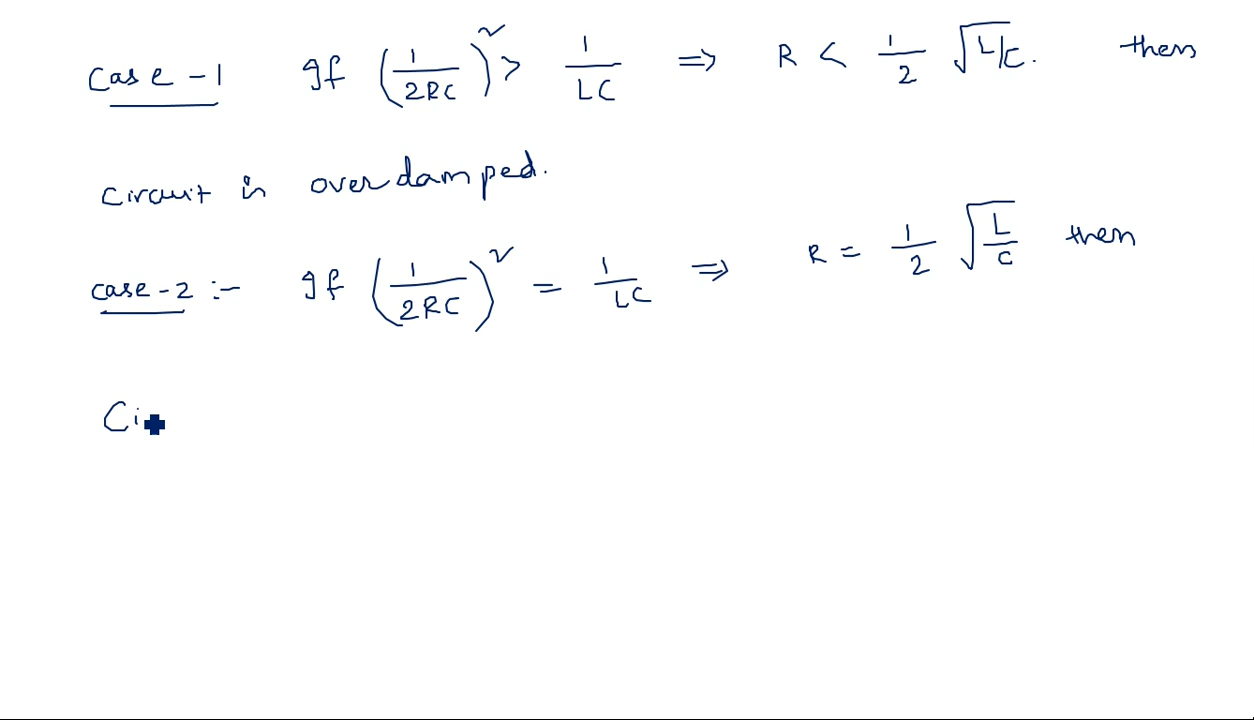 Case -1 If (1/2RC)² > 1/LC => R < 1/2 √L/C. then
circuit is overdamped.
case -2 :- If (1/2RC)² = 1/LC => R = 1/2 √L/C then
Ci